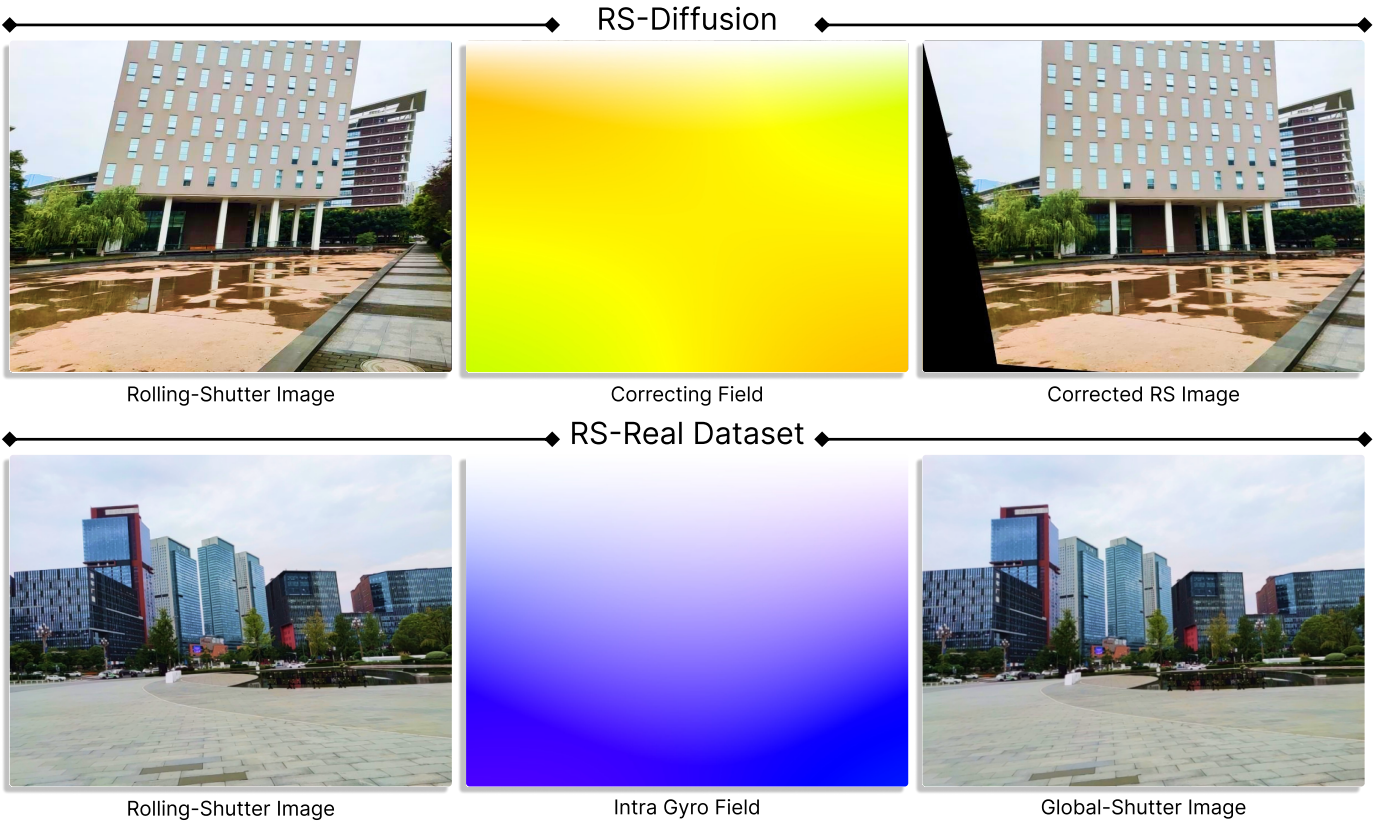 RS-Diffusion
Rolling-Shutter Image
Correcting Field
Corrected RS Image
RS-Real Dataset
Rolling-Shutter Image
Intra Gyro Field
Global-Shutter Image